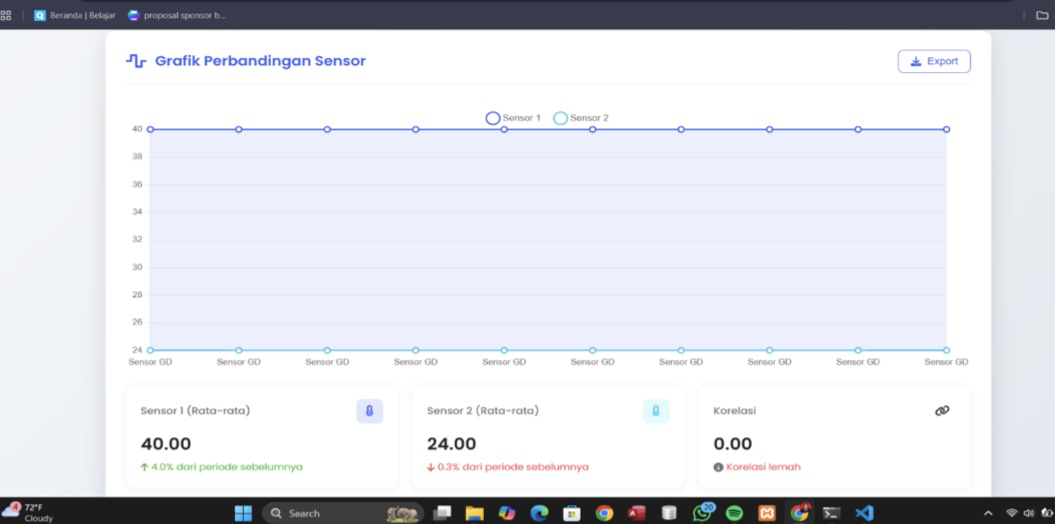 Beranda | Belajar
proposal sponsor b...
Grafik Perbandingan Sensor
Export
Sensor 1 Sensor 2
40
38
36
34
32
30
28
26
24
Sensor GD Sensor GD Sensor GD Sensor GD Sensor GD Sensor GD Sensor GD Sensor GD Sensor GD Sensor GD
Sensor 1 (Rata-rata)
40.00
4.0% dari periode sebelumnya
Sensor 2 (Rata-rata)
24.00
0.3% dari periode sebelumnya
Korelasi
0.00
Korelasi lemah
4
72°F
Cloudy
Search
20